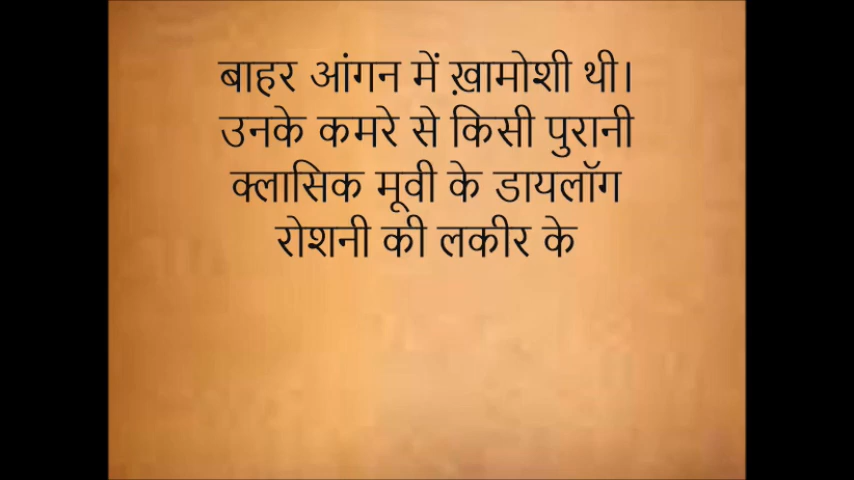 बाहर आंगन में ख़ामोशी थी।
उनके कमरे से किसी पुरानी
क्लासिक मूवी के डायलॉग
रोशनी की लकीर के